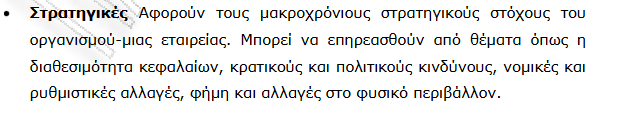 • Στρατηγικές Αφορούν τους μακροχρόνιους στρατηγικούς στόχους του
οργανισμού-μιας εταιρείας. Μπορεί να επηρεασθούν από θέματα όπως η
διαθεσιμότητα κεφαλαίων, κρατικούς και πολιτικούς κινδύνους, νομικές και
ρυθμιστικές αλλαγές, φήμη και αλλαγές στο φυσικό περιβάλλον.